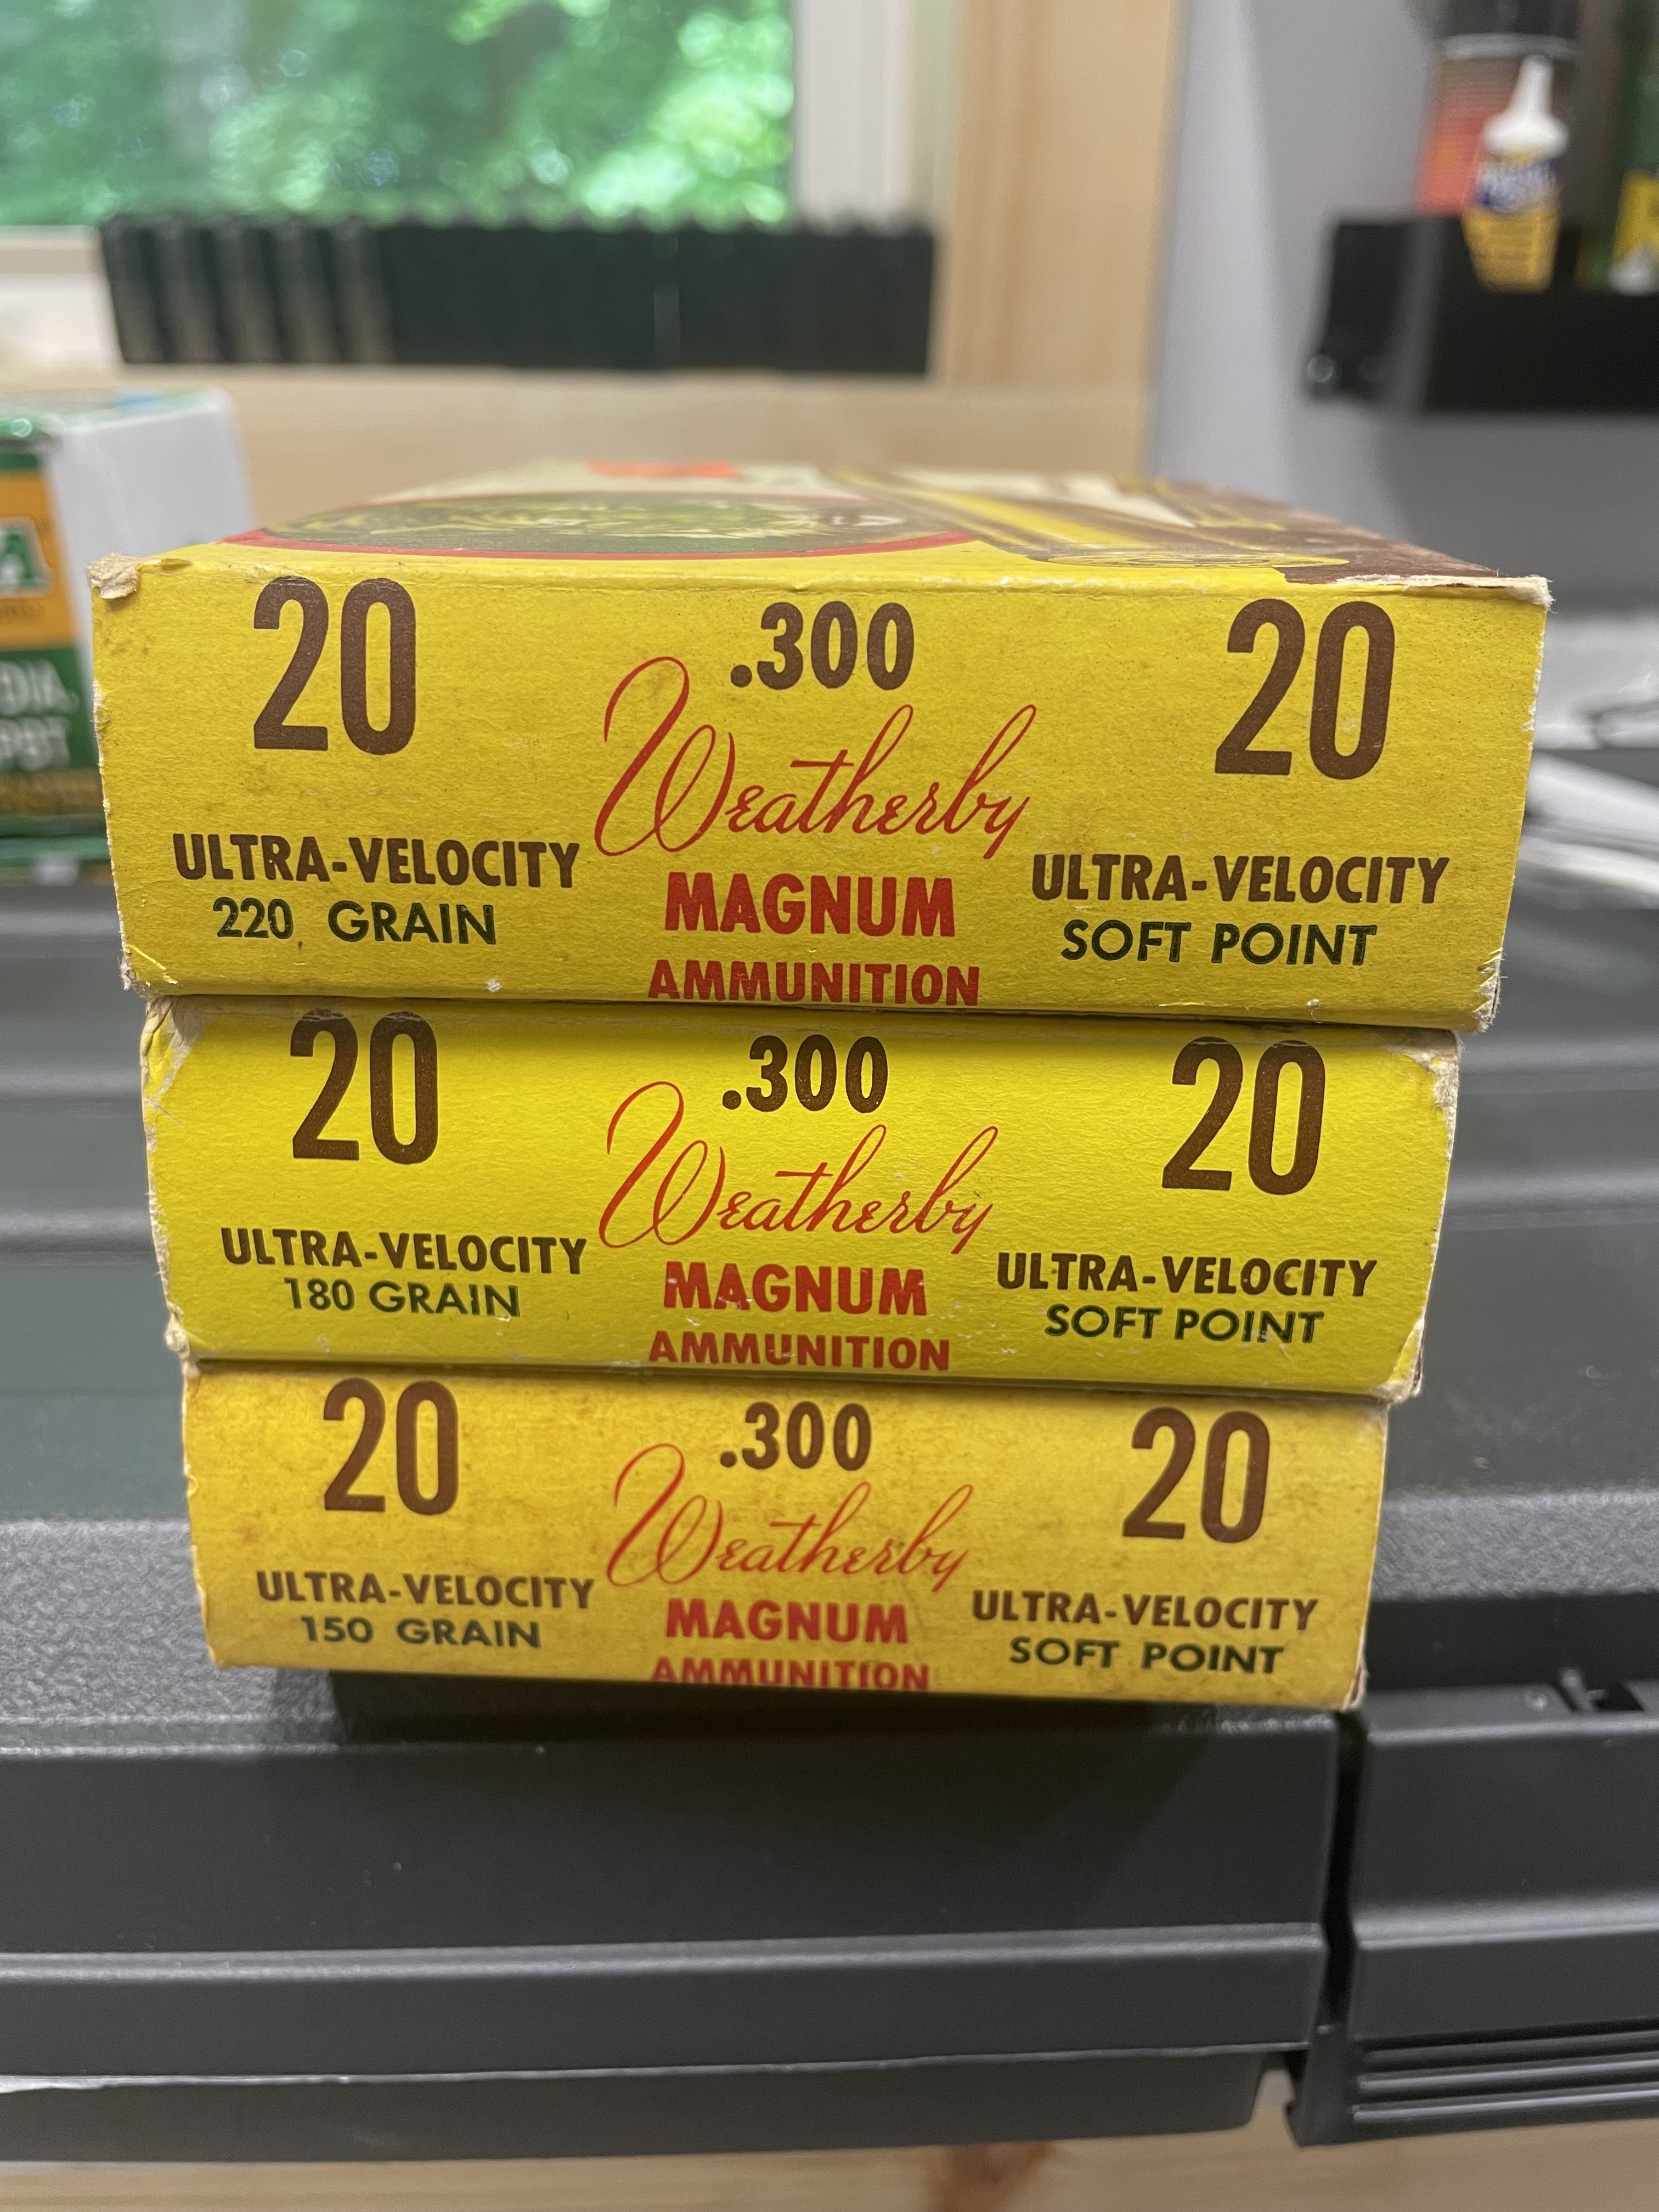 20 .300 20
Weatherby
ULTRA-VELOCITY MAGNUM ULTRA-VELOCITY
220 GRAIN SOFT POINT
AMMUNITION
20 .300 20
Weatherby
ULTRA-VELOCITY MAGNUM ULTRA-VELOCITY
180 GRAIN SOFT POINT
AMMUNITION
20 .300 20
Weatherby
ULTRA-VELOCITY MAGNUM ULTRA-VELOCITY
150 GRAIN SOFT POINT
AMMUNITION